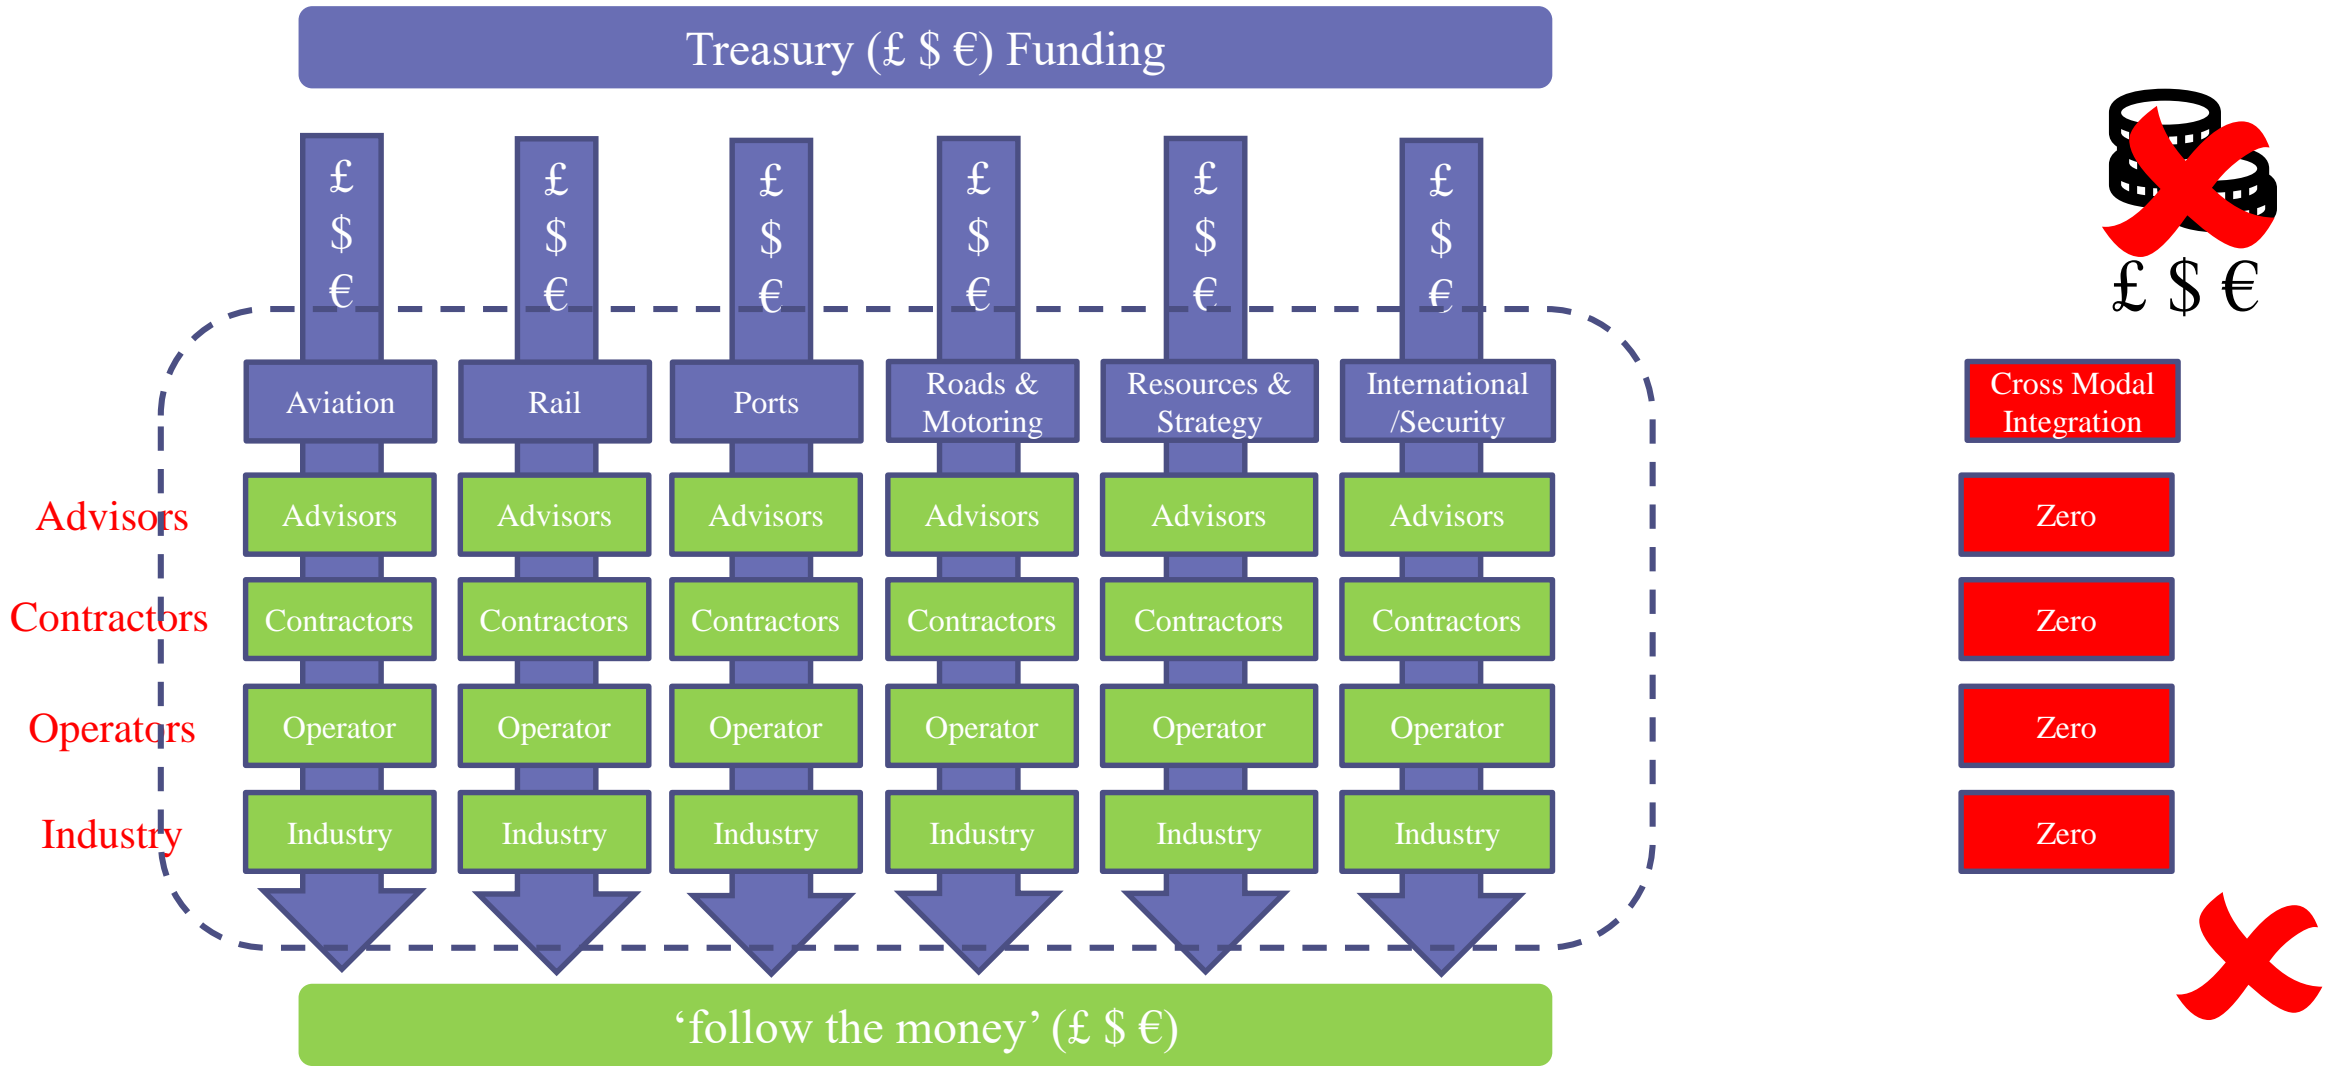 Treasury (£ $ €) Funding
£
$
€
£
$
€
£
$
€
£
$
€
£
$
€
£
$
€
£ $ €
Aviation
Rail
Ports
Roads &
Motoring
Resources &
Strategy
International
/Security
Cross Modal
Integration
Advisors
Advisors
Advisors
Advisors
Advisors
Advisors
Advisors
Zero
Contractors
Contractors
Contractors
Contractors
Contractors
Contractors
Contractors
Zero
Operators
Operator
Operator
Operator
Operator
Operator
Operator
Zero
Industry
Industry
Industry
Industry
Industry
Industry
Industry
Zero
‘follow the money’ (£ $ €)